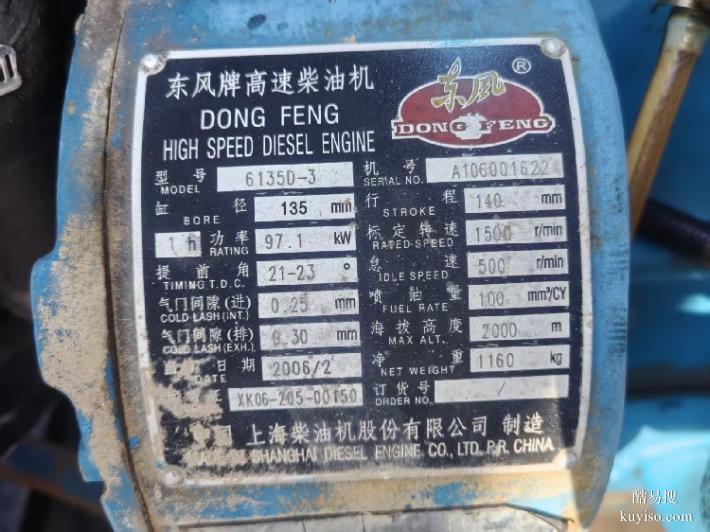 东风牌高速柴油机
DONG FENG
HIGH SPEED DIESEL ENGINE
东風 ®
DONG FENG
型号 MODEL 6135D-3 机号 SERIAL NO. A106001622
缸径 BORE 135 mm 行程 STROKE 140 mm
1 h 功率 RATING 97.1 kW 标定转速 RATED SPEED 1500 r/min
提前角 TIMING T.D.C. 21-23 ° 怠速 IDLE SPEED 500 r/min
气门间隙(进) COLD LASH (INT.) 0.25 mm 喷油量 FUEL RATE 100 mm³/CY
气门间隙(排) COLD LASH (EXH.) 0.30 mm 海拔高度 MAX ALT. 2000 m
日期 DATE 2006/2 净重 NET WEIGHT 1160 kg
XK06-205-00150 订货号 ORDER NO. /
上海柴油机股份有限公司 制造
SHANGHAI DIESEL ENGINE CO., LTD. P.R. CHINA
酷易搜
kuyiso.com